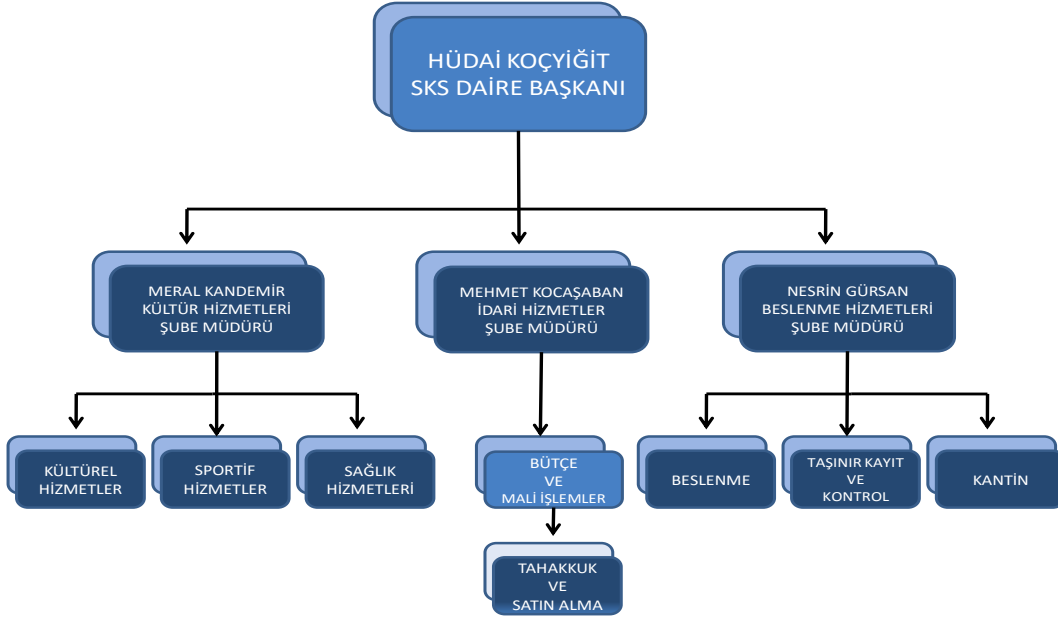 HÜDAİ KOÇYİĞİT
SKS DAİRE BAŞKANI
MERAL KANDEMİR
KÜLTÜR HİZMETLERİ
ŞUBE MÜDÜRÜ
MEHMET KOCAŞABAN
İDARİ HİZMETLER
ŞUBE MÜDÜRÜ
NESRİN GÜRSAN
BESLENME HİZMETLERİ
ŞUBE MÜDÜRÜ
KÜLTÜREL
HİZMETLER
SPORTİF
HİZMETLER
SAĞLIK
HİZMETLERİ
BÜTÇE
VE
MALİ İŞLEMLER
BESLENME
TAŞINIR KAYIT
VE
KONTROL
KANTİN
TAHAKKUK
VE
SATIN ALMA